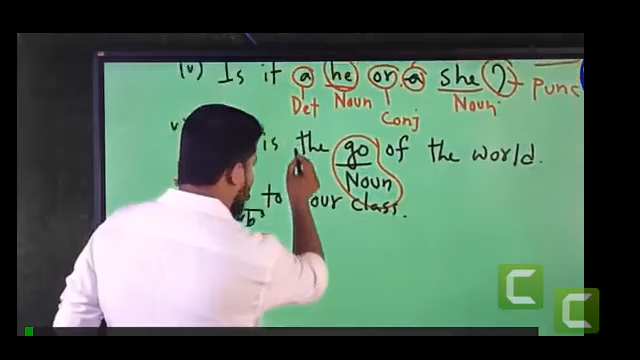 (v) Is it a he or a she ? punc
Det Noun Conj Noun
is the go of the world.
Noun
to our class.